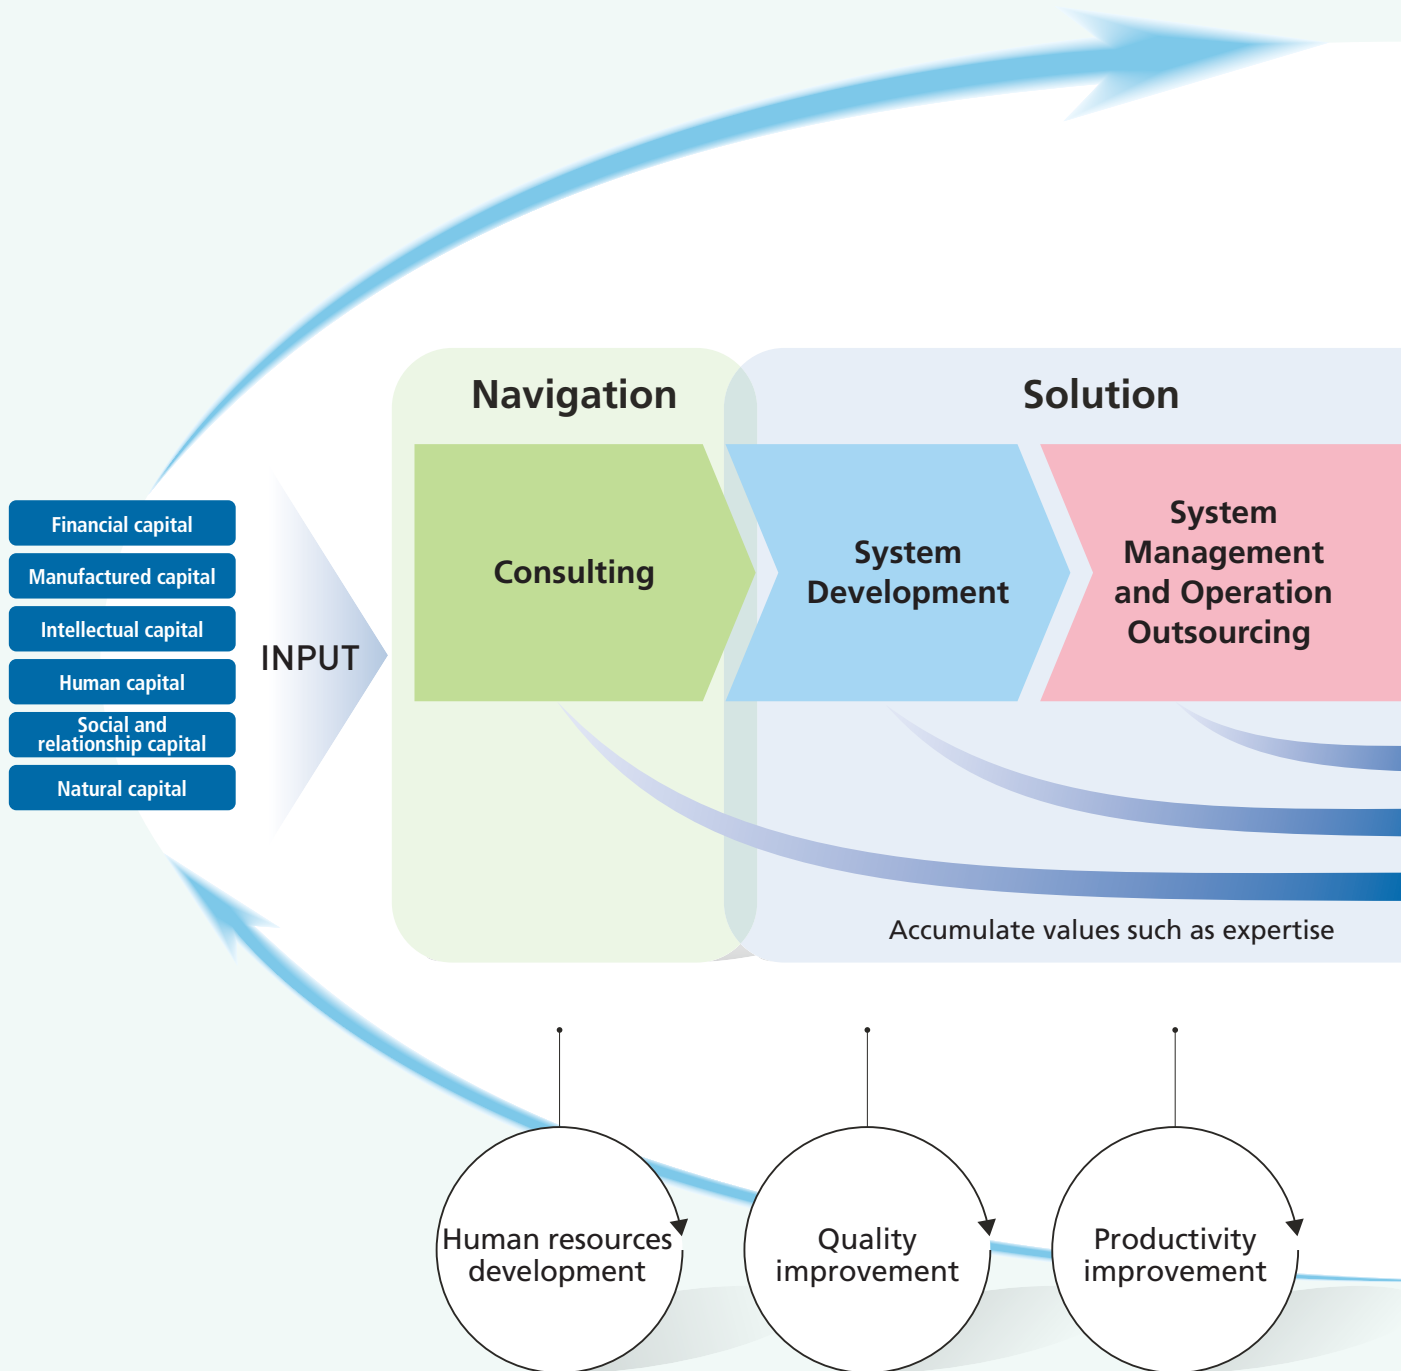 Navigation
Solution
Financial capital
Manufactured capital
Intellectual capital
Human capital
Social and
relationship capital
Natural capital
INPUT
Consulting
System
Development
System
Management
and Operation
Outsourcing
Accumulate values such as expertise
Human resources
development
Quality
improvement
Productivity
improvement